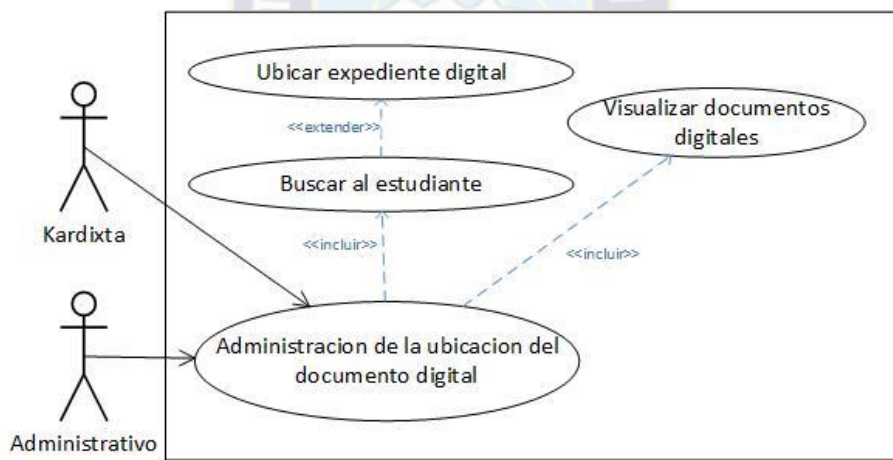 Ubicar expediente digital
Visualizar documentos
digitales
<<extender>>
Buscar al estudiante
Kardixta
<<incluir>>
<<incluir>>
Administracion de la ubicacion del
documento digital
Administrativo